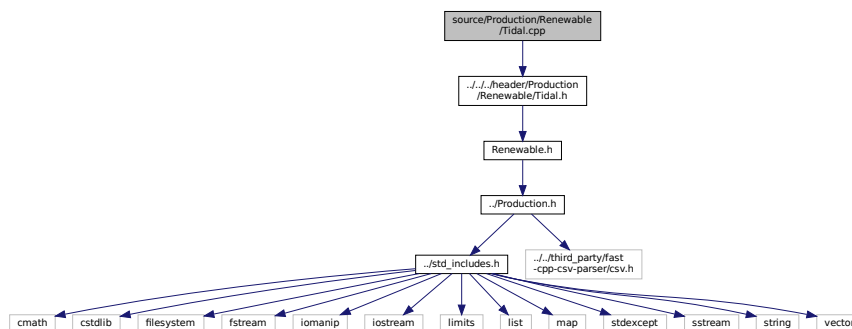 source/Production/Renewable
/Tidal.cpp
../../../header/Production
/Renewable/Tidal.h
Renewable.h
../Production.h
../std_includes.h
../../third_party/fast
-cpp-csv-parser/csv.h
cmath
cstdlib
filesystem
fstream
iomanip
iostream
limits
list
map
stdexcept
sstream
string
vector